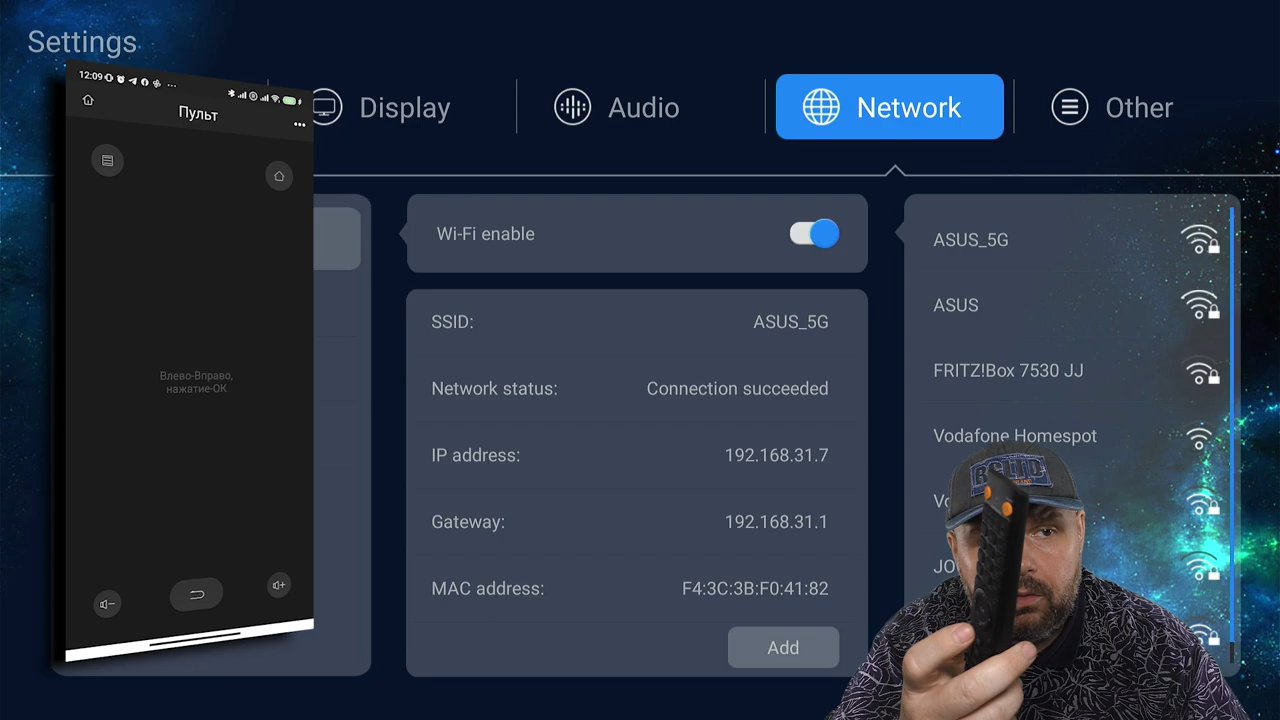 Settings
12:09
Пульт
Влево-Вправо,
нажатие-OK
Display
Audio
Network
Other
Wi-Fi enable
SSID: ASUS_5G
Network status: Connection succeeded
IP address: 192.168.31.7
Gateway: 192.168.31.1
MAC address: F4:3C:3B:F0:41:82
Add
ASUS_5G
ASUS
FRITZ!Box 7530 JJ
Vodafone Homespot